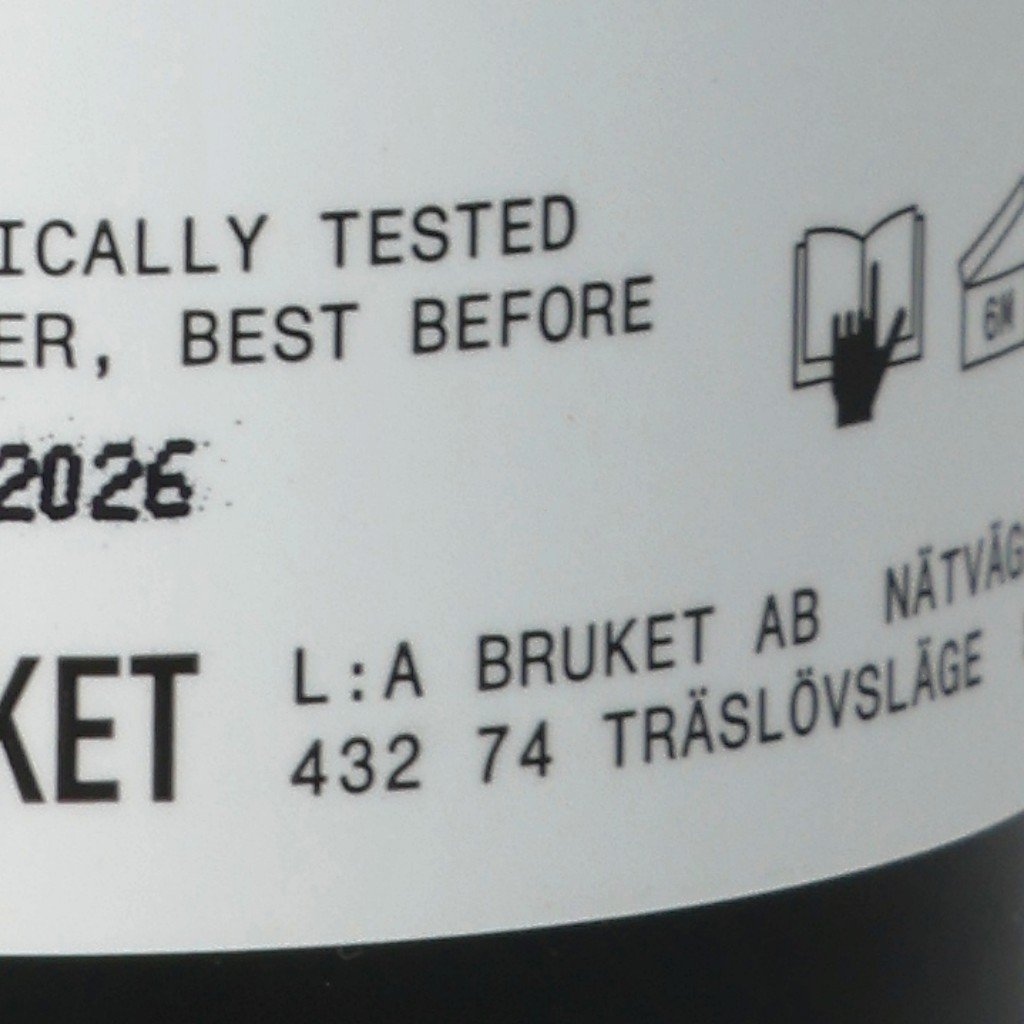 ICALLY TESTED
ER, BEST BEFORE
2026
6M
KET
L:A BRUKET AB NÄTVÄG
432 74 TRÄSLÖVSLÄGE